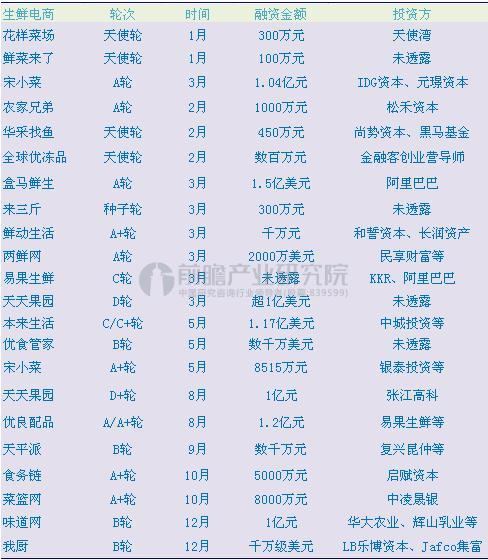 生鲜电商 轮次 时间 融资金额 投资方
花样菜场 天使轮 1月 300万元 天使湾
鲜菜来了 天使轮 1月 100万元 未透露
宋小菜 A轮 3月 1.04亿元 IDG资本、元璟资本
农家兄弟 A轮 2月 1000万元 松禾资本
华采找鱼 天使轮 2月 450万元 尚势资本、黑马基金
全球优冻品 天使轮 2月 数百万元 金融客创业营导师
盒马鲜生 A轮 3月 1.5亿美元 阿里巴巴
来三斤 种子轮 3月 300万元 未透露
鲜动生活 A+轮 3月 千万元 和誓资本、长润资产
两鲜网 A轮 3月 2000万美元 民享财富等
易果生鲜 C轮 3月 未透露 KKR、阿里巴巴
天天果园 D轮 3月 超1亿美元 未透露
本来生活 C/C+轮 5月 1.17亿美元 中城投资等
优食管家 B轮 5月 数千万美元 未透露
宋小菜 A+轮 5月 8515万元 银泰投资等
天天果园 D+轮 8月 1亿元 张江高科
优良配品 A/A+轮 8月 1.2亿元 易果生鲜等
天平派 B轮 9月 数千万元 复兴昆仲等
食务链 A+轮 10月 5000万元 启赋资本
菜篮网 A+轮 10月 8000万元 中凌晟银
味道网 B轮 12月 1亿元 华大农业、辉山乳业等
我厨 B轮 12月 千万级美元 LB乐博资本、Jafco集富
前瞻产业研究院